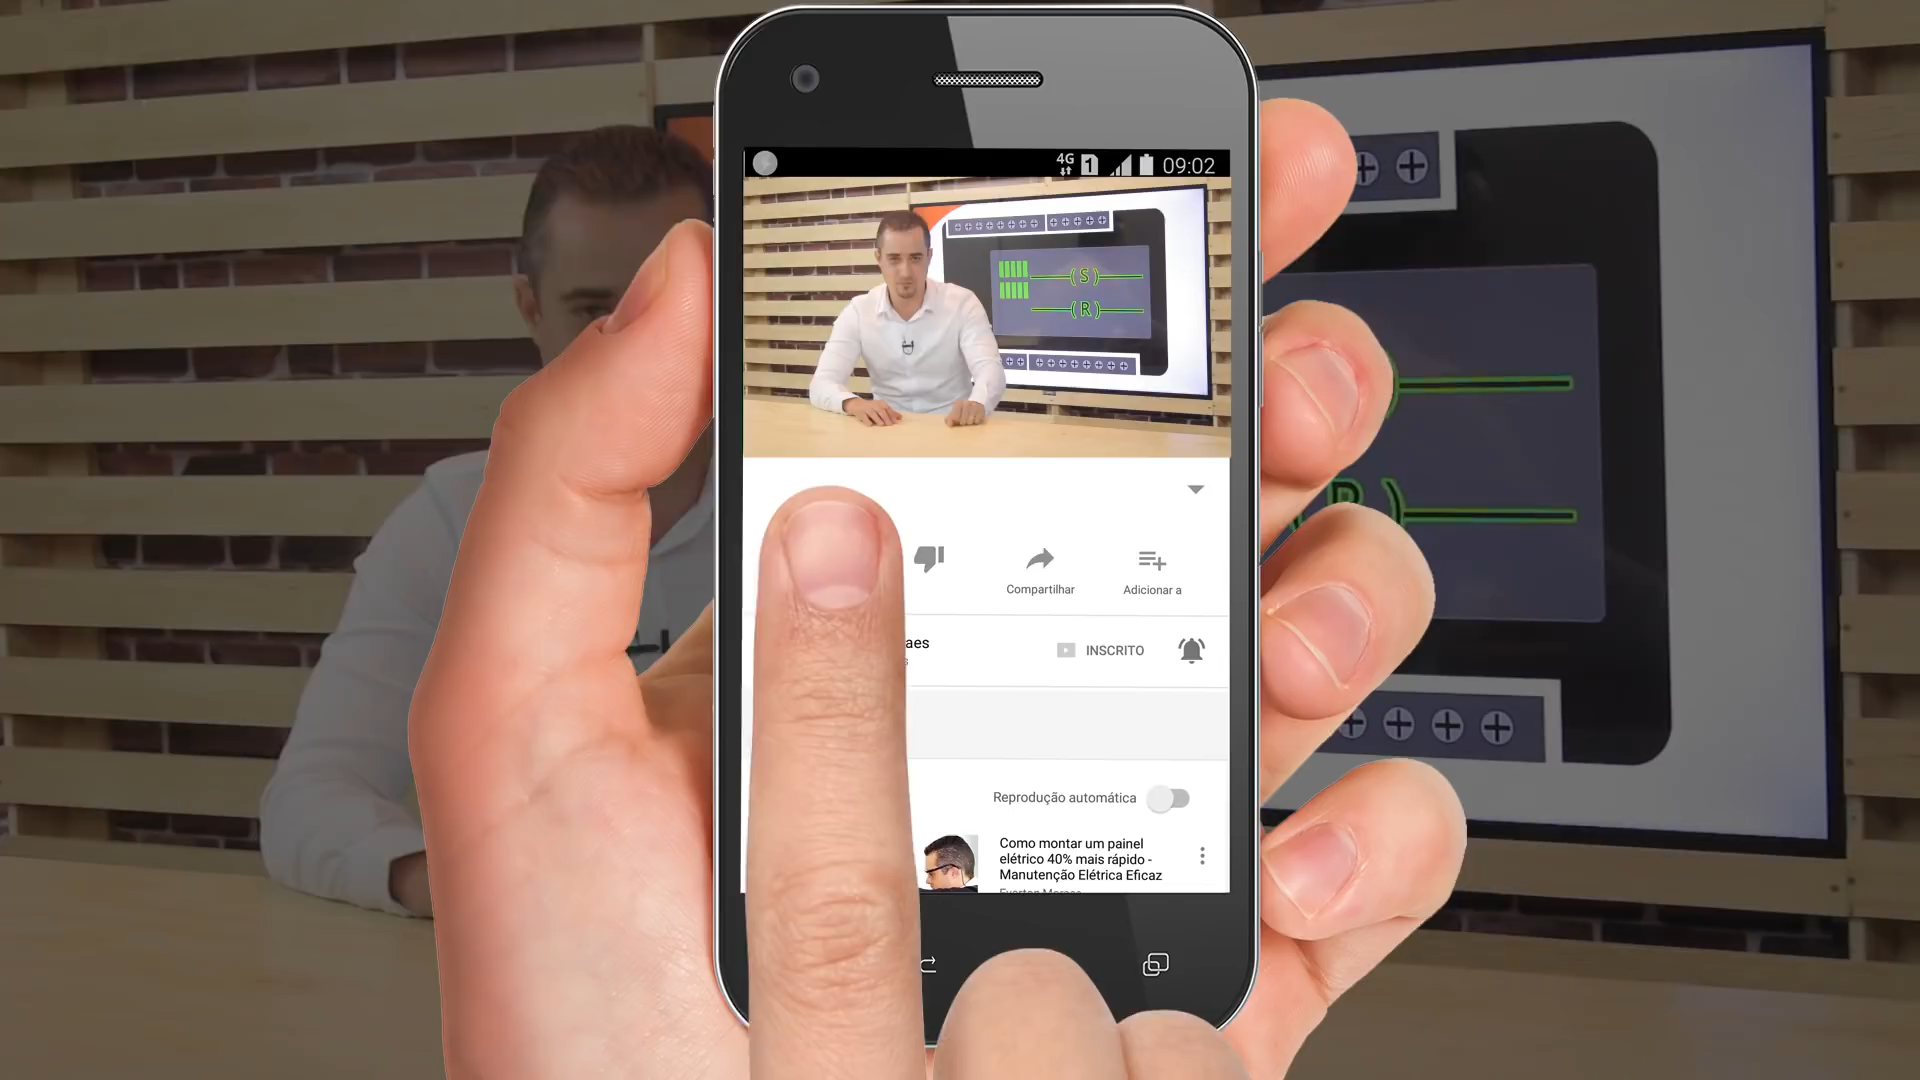 4G 1 09:02
(S)
(R)
Compartilhar
Adicionar a
aes
INSCRITO
Reprodução automática
Como montar um painel
elétrico 40% mais rápido -
Manutenção Elétrica Eficaz
R)